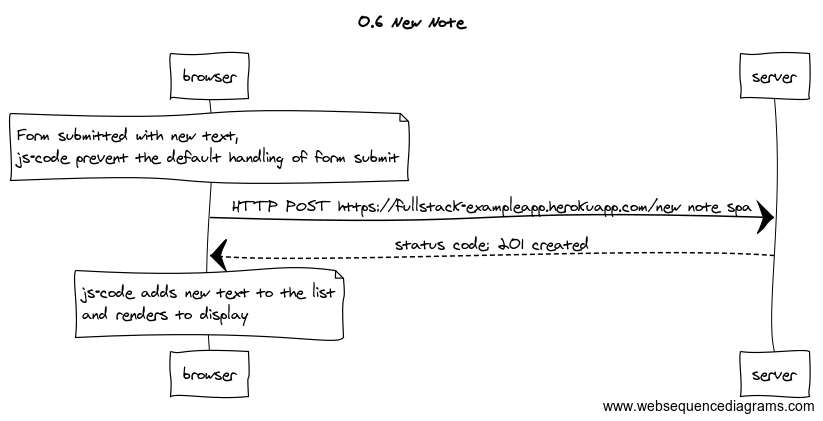 0.6 New Note
browser
server
Form submitted with new text,
js-code prevent the default handling of form submit
HTTP POST https://fullstack-exampleapp.herokuapp.com/new note spa
status code: 201 created
js-code adds new text to the list
and renders to display
browser
server
www.websequencediagrams.com